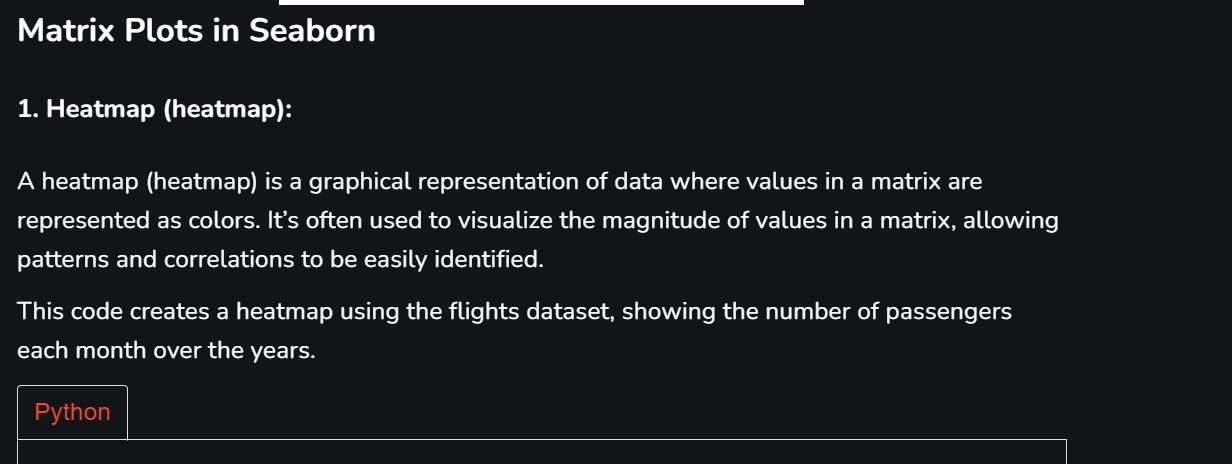 Matrix Plots in Seaborn
1. Heatmap (heatmap):
A heatmap (heatmap) is a graphical representation of data where values in a matrix are
represented as colors. It’s often used to visualize the magnitude of values in a matrix, allowing
patterns and correlations to be easily identified.
This code creates a heatmap using the flights dataset, showing the number of passengers
each month over the years.
Python